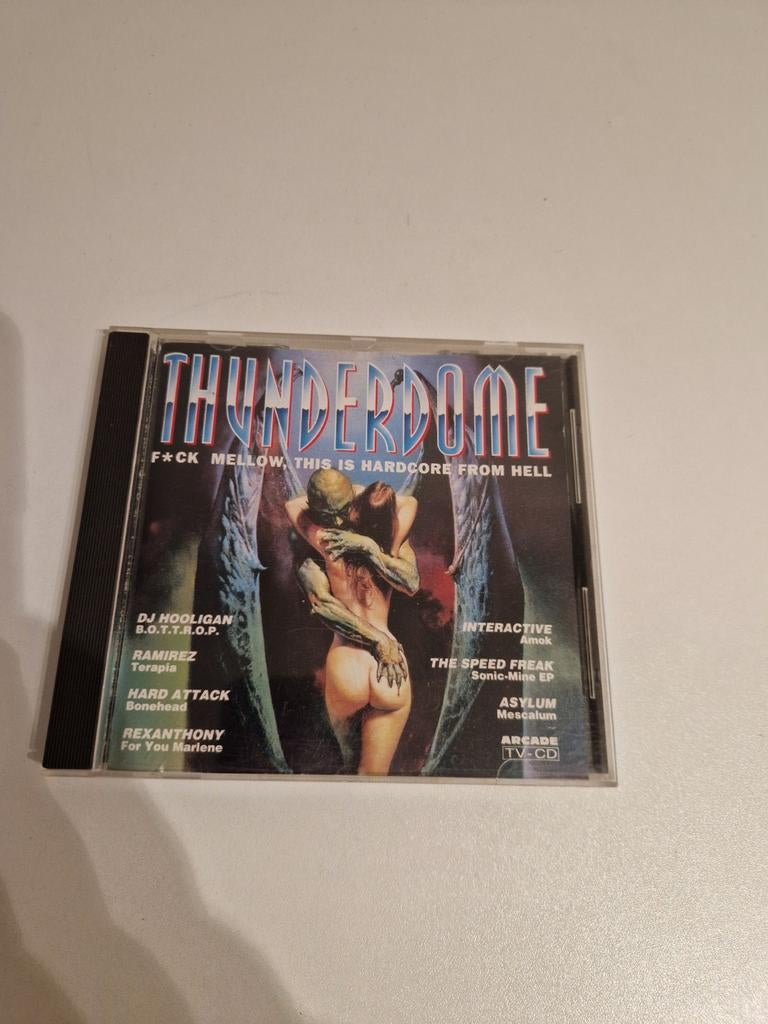 THUNDERDOME
F*CK MELLOW, THIS IS HARDCORE FROM HELL
DJ HOOLIGAN
B.O.T.T.R.O.P.
RAMIREZ
Terapia
HARD ATTACK
Bonehead
REXANTHONY
For You Marlene
INTERACTIVE
Amok
THE SPEED FREAK
Sonic-Mine EP
ASYLUM
Mescalum
ARCADE
TV-CD